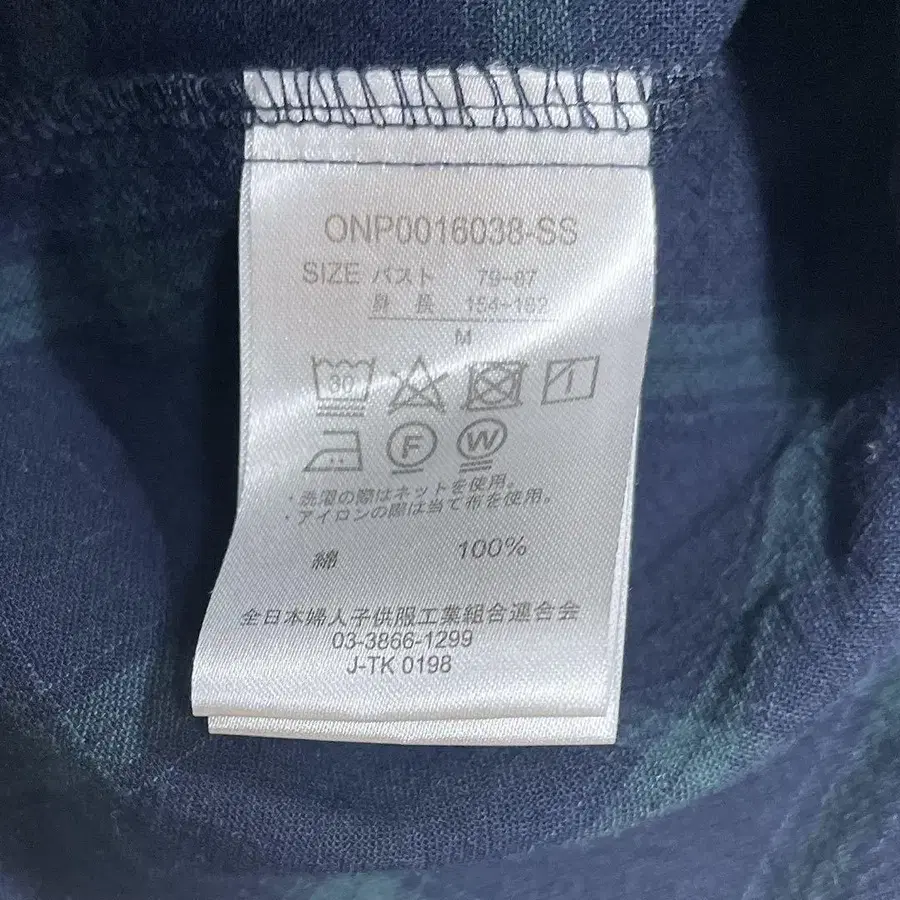 ONP0016038-SS
SIZE バスト 79~87
身 長 154~162
M
30
F W
・洗濯の際はネットを使用。
・アイロンの際は当て布を使用。
綿 100%
全日本婦人子供服工業組合連合会
03-3866-1299
J-TK 0198